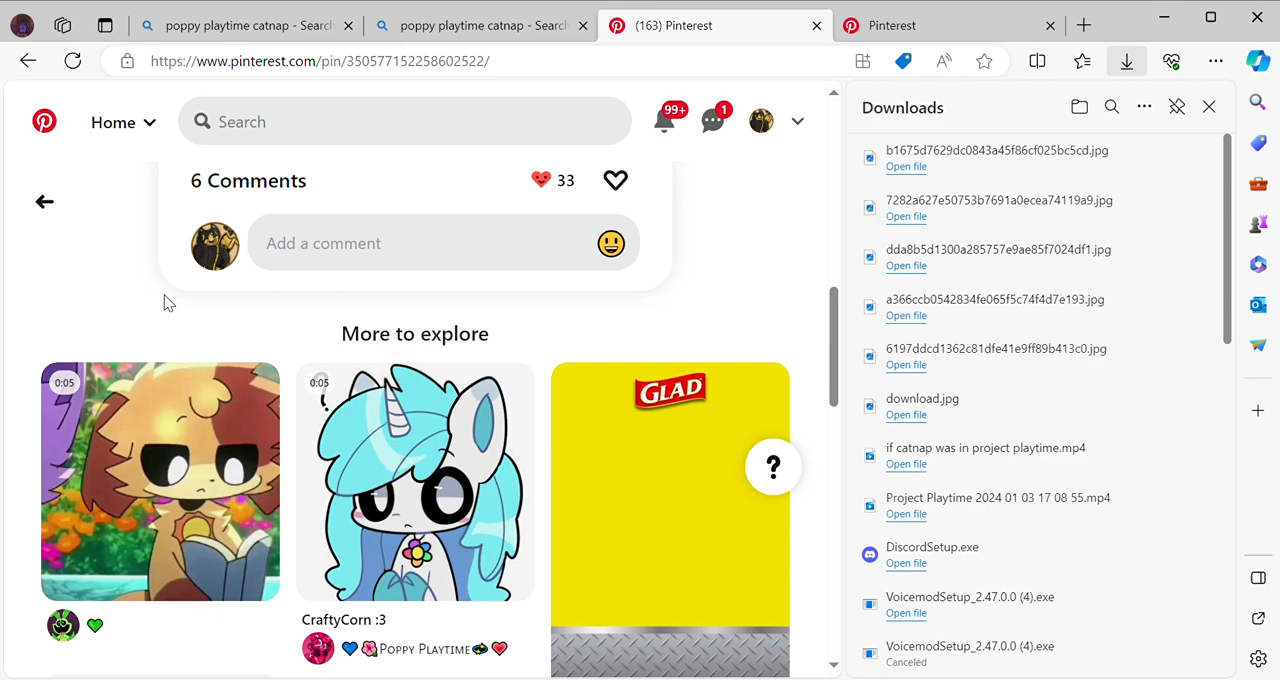 poppy playtime catnap - Search
poppy playtime catnap - Search
(163) Pinterest
Pinterest
https://www.pinterest.com/pin/350577152258602522/
Home
Search
99+
1
6 Comments
33
Add a comment
More to explore
0:05
0:05
?
CraftyCorn :3
Poppy Playtime
GLAD
?
Downloads
b1675d7629dc0843a45f86cf025bc5cd.jpg
Open file
7282a627e50753b7691a0ecea74119a9.jpg
Open file
dda8b5d1300a285757e9ae85f7024df1.jpg
Open file
a366ccb0542834fe065f5c74f4d7e193.jpg
Open file
6197ddcd1362c81dfe41e9ff89b413c0.jpg
Open file
download.jpg
Open file
if catnap was in project playtime.mp4
Open file
Project Playtime 2024 01 03 17 08 55.mp4
Open file
DiscordSetup.exe
Open file
VoicemodSetup_2.47.0.0 (4).exe
Open file
VoicemodSetup_2.47.0.0 (4).exe
Canceled